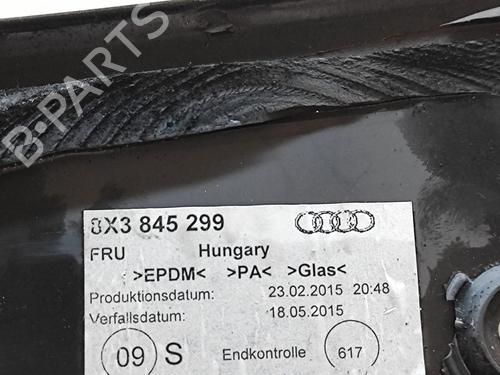 B-PARTS
8X3 845 299
FRU Hungary
>EPDM< >PA< >Glas<
Produktionsdatum: 23.02.2015 20:48
Verfallsdatum: 18.05.2015
09 S Endkontrolle 617